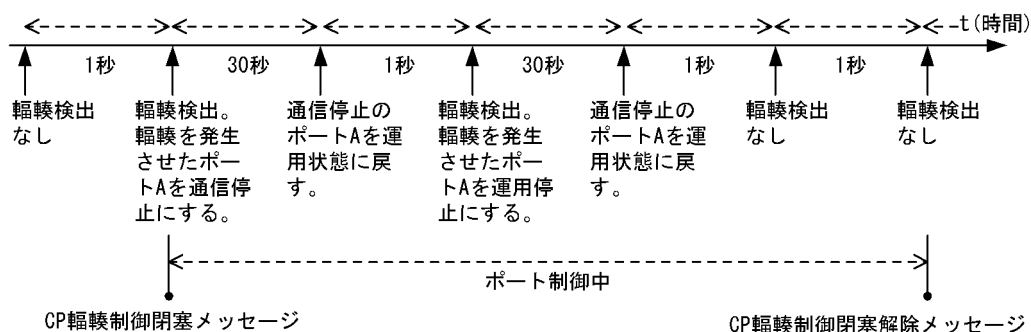 t(時間)
1秒
30秒
1秒
30秒
1秒
1秒
輻輳検出
なし
輻輳検出。
輻輳を発生
させたポー
トAを通信停
止にする。
通信停止の
ポートAを運
用状態に戻
す。
輻輳検出。
輻輳を発生
させたポー
トAを運用停
止にする。
通信停止の
ポートAを運
用状態に戻
す。
輻輳検出
なし
輻輳検出
なし
ポート制御中
CP輻輳制御閉塞メッセージ
CP輻輳制御閉塞解除メッセージ